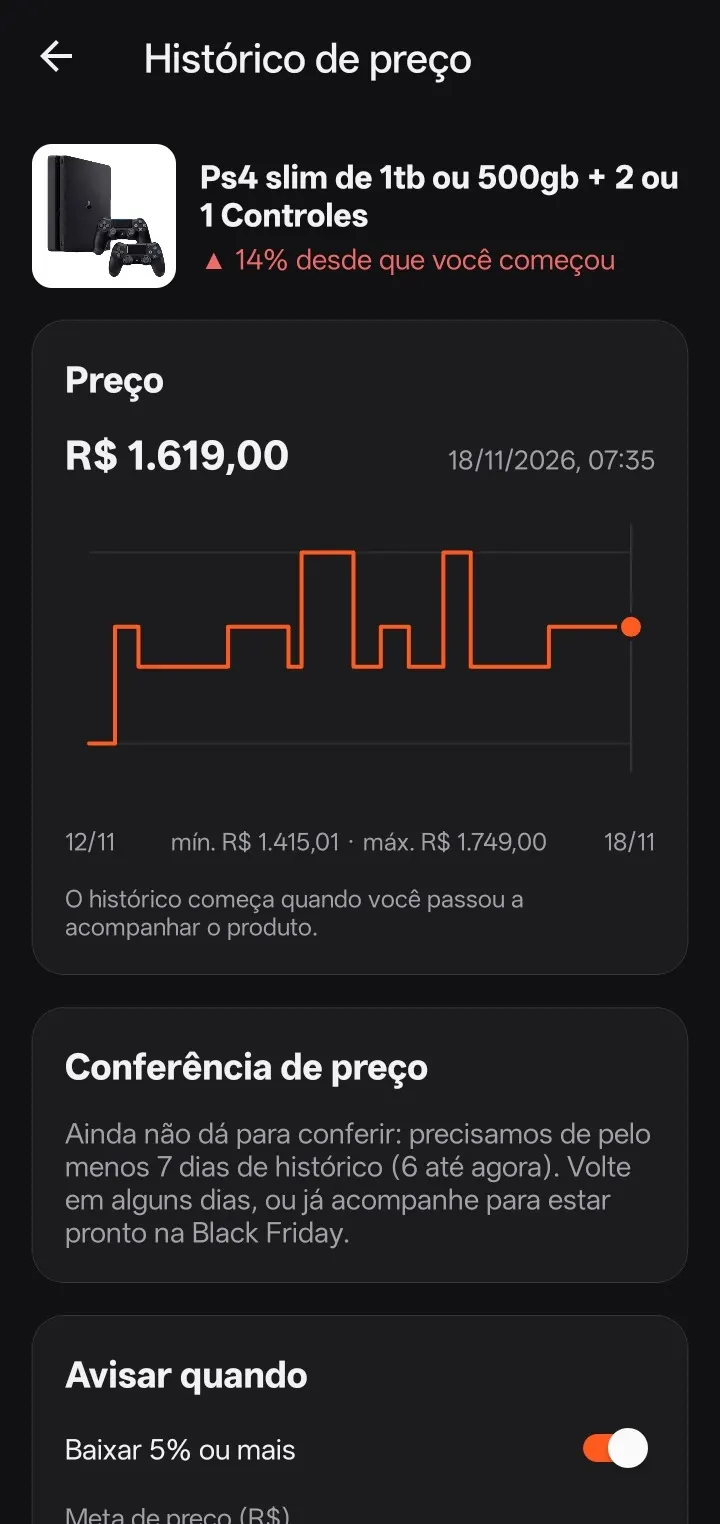 Histórico de preço
Ps4 slim de 1tb ou 500gb + 2 ou
1 Controles
▲ 14% desde que você começou
Preço
R$ 1.619,00
18/11/2026, 07:35
12/11
mín. R$ 1.415,01 · máx. R$ 1.749,00
18/11
O histórico começa quando você passou a
acompanhar o produto.
Conferência de preço
Ainda não dá para conferir: precisamos de pelo
menos 7 dias de histórico (6 até agora). Volte
em alguns dias, ou já acompanhe para estar
pronto na Black Friday.
Avisar quando
Baixar 5% ou mais
Meta de preço (R$)